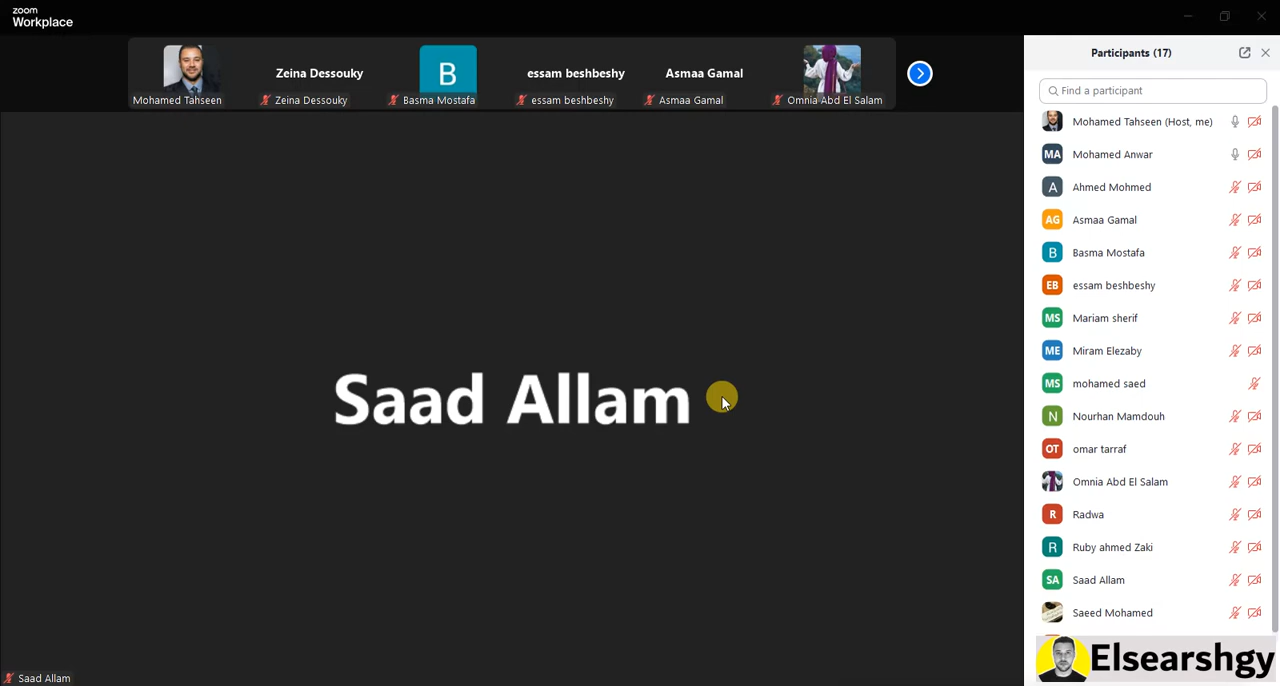 zoom
Workplace
Mohamed Tahseen
Zeina Dessouky
Zeina Dessouky
B
Basma Mostafa
essam beshbeshy
essam beshbeshy
Asmaa Gamal
Asmaa Gamal
Omnia Abd El Salam
Saad Allam
Saad Allam
Participants (17)
Find a participant
Mohamed Tahseen (Host, me)
MA Mohamed Anwar
A Ahmed Mohmed
AG Asmaa Gamal
B Basma Mostafa
EB essam beshbeshy
MS Mariam sherif
ME Miram Elezaby
MS mohamed saed
N Nourhan Mamdouh
OT omar tarraf
Omnia Abd El Salam
R Radwa
R Ruby ahmed Zaki
SA Saad Allam
Saeed Mohamed
Elsearshgy